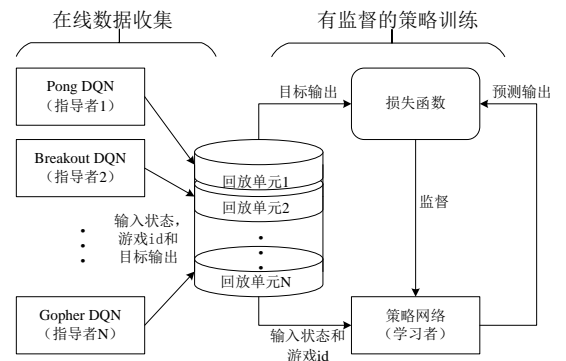 在线数据收集
有监督的策略训练
Pong DQN
（指导者1）
Breakout DQN
（指导者2）
输入状态，
游戏id和
目标输出
Gopher DQN
（指导者N）
回放单元1
回放单元2
回放单元N
目标输出
损失函数
预测输出
监督
策略网络
（学习者）
输入状态和
游戏id